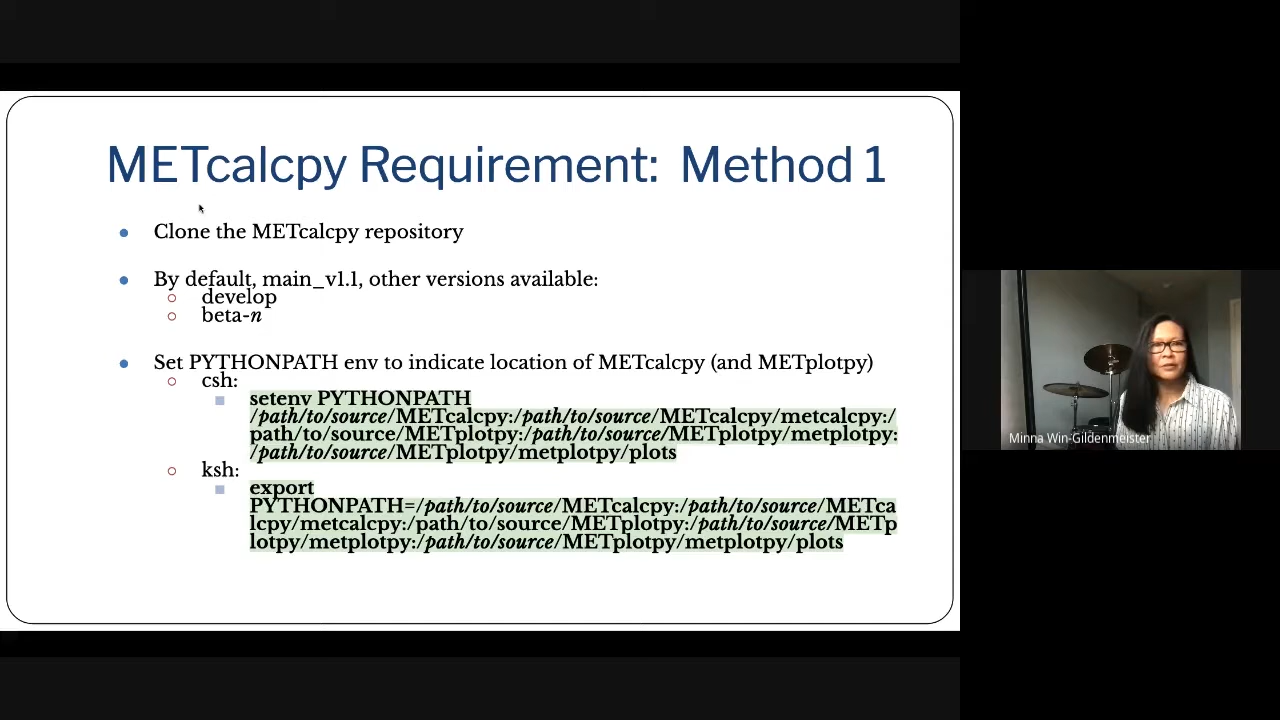 METcalcpy Requirement: Method 1
Clone the METcalcpy repository
By default, main_v1.1, other versions available:
develop
beta-n
Set PYTHONPATH env to indicate location of METcalcpy (and METplotpy)
csh:
setenv PYTHONPATH
/path/to/source/METcalcpy:/path/to/source/METcalcpy/metcalcpy:/
path/to/source/METplotpy:/path/to/source/METplotpy/metplotpy:
/path/to/source/METplotpy/metplotpy/plots
ksh:
export
PYTHONPATH=/path/to/source/METcalcpy:/path/to/source/METca
lcpy/metcalcpy:/path/to/source/METplotpy:/path/to/source/METp
lotpy/metplotpy:/path/to/source/METplotpy/metplotpy/plots
Minna Win-Gildenmeister